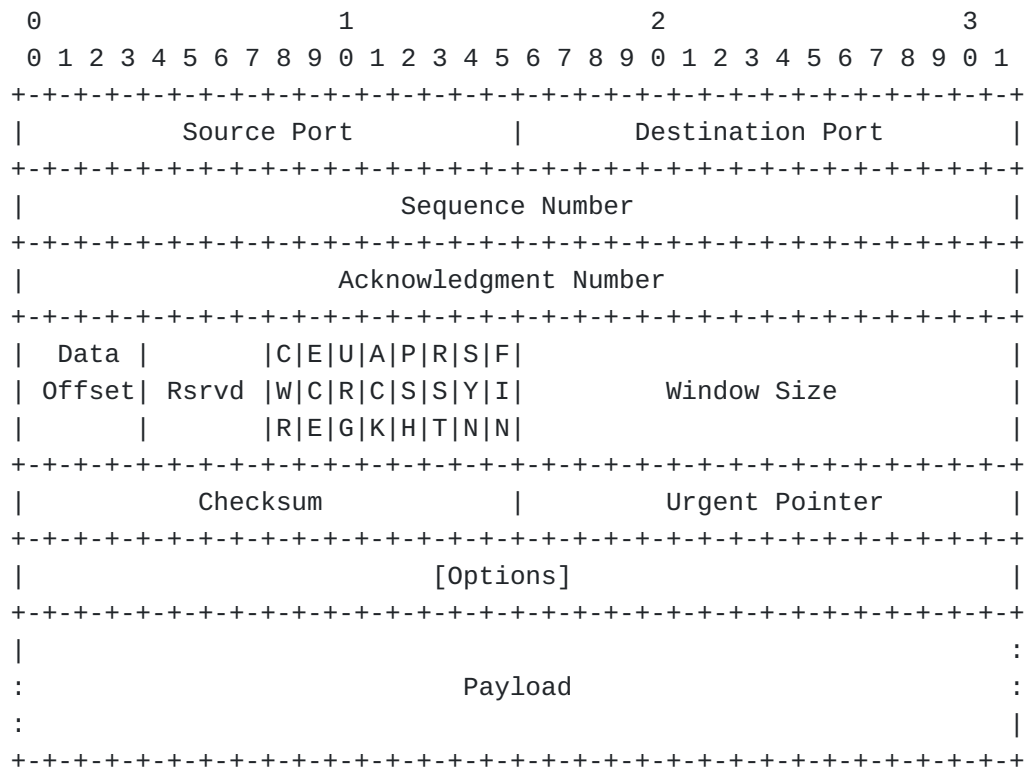 0                   1                   2                   3
 0 1 2 3 4 5 6 7 8 9 0 1 2 3 4 5 6 7 8 9 0 1 2 3 4 5 6 7 8 9 0 1
+-+-+-+-+-+-+-+-+-+-+-+-+-+-+-+-+-+-+-+-+-+-+-+-+-+-+-+-+-+-+-+-+
|          Source Port          |       Destination Port        |
+-+-+-+-+-+-+-+-+-+-+-+-+-+-+-+-+-+-+-+-+-+-+-+-+-+-+-+-+-+-+-+-+
|                        Sequence Number                        |
+-+-+-+-+-+-+-+-+-+-+-+-+-+-+-+-+-+-+-+-+-+-+-+-+-+-+-+-+-+-+-+-+
|                    Acknowledgment Number                      |
+-+-+-+-+-+-+-+-+-+-+-+-+-+-+-+-+-+-+-+-+-+-+-+-+-+-+-+-+-+-+-+-+
|  Data |       |C|E|U|A|P|R|S|F|                               |
| Offset| Rsrvd |W|C|R|C|S|S|Y|I|         Window Size           |
|       |       |R|E|G|K|H|T|N|N|                               |
+-+-+-+-+-+-+-+-+-+-+-+-+-+-+-+-+-+-+-+-+-+-+-+-+-+-+-+-+-+-+-+-+
|           Checksum            |         Urgent Pointer        |
+-+-+-+-+-+-+-+-+-+-+-+-+-+-+-+-+-+-+-+-+-+-+-+-+-+-+-+-+-+-+-+-+
|                          [Options]                            |
+-+-+-+-+-+-+-+-+-+-+-+-+-+-+-+-+-+-+-+-+-+-+-+-+-+-+-+-+-+-+-+-+
|                                                               :
:                            Payload                            :
:                                                               |
+-+-+-+-+-+-+-+-+-+-+-+-+-+-+-+-+-+-+-+-+-+-+-+-+-+-+-+-+-+-+-+-+